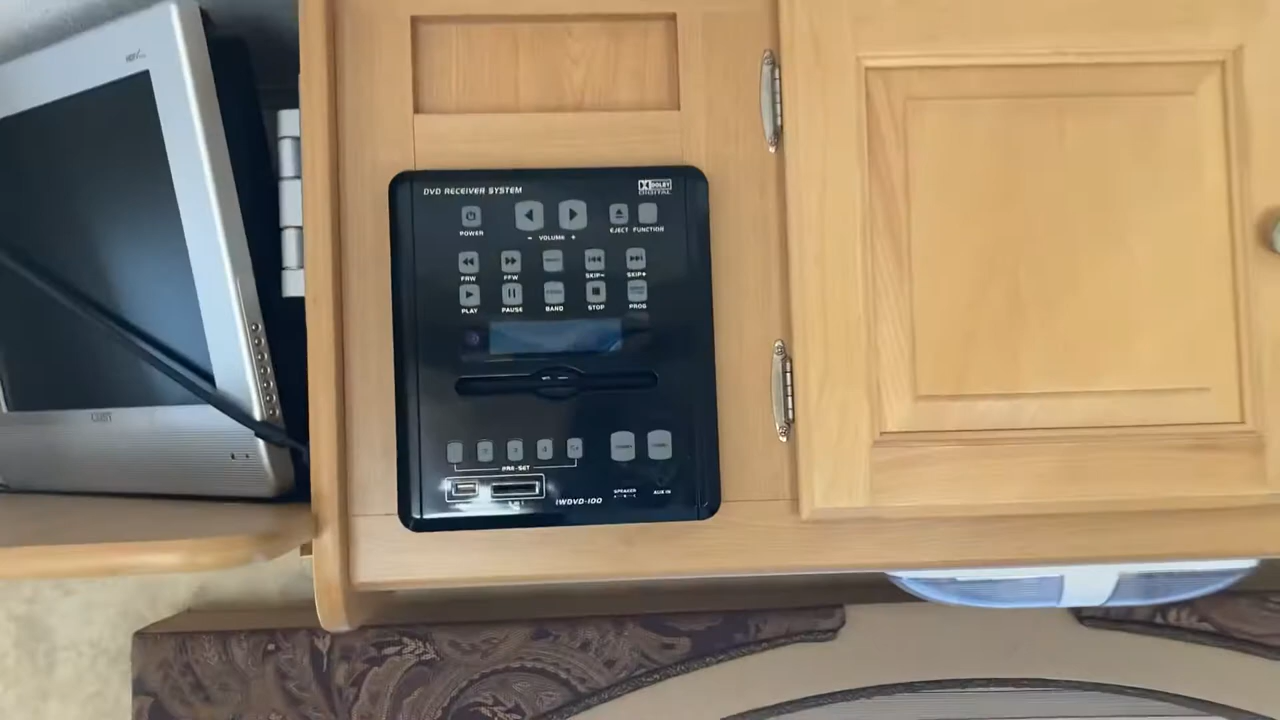 DVD RECEIVER SYSTEM
DOLBY
DIGITAL
POWER
- VOLUME +
EJECT FUNCTION
FRW
FFW
SKIP-
SKIP+
PLAY
PAUSE
BAND
STOP
PROG
PRE-SET
iWDVD-100
SPEAKER
AUX IN